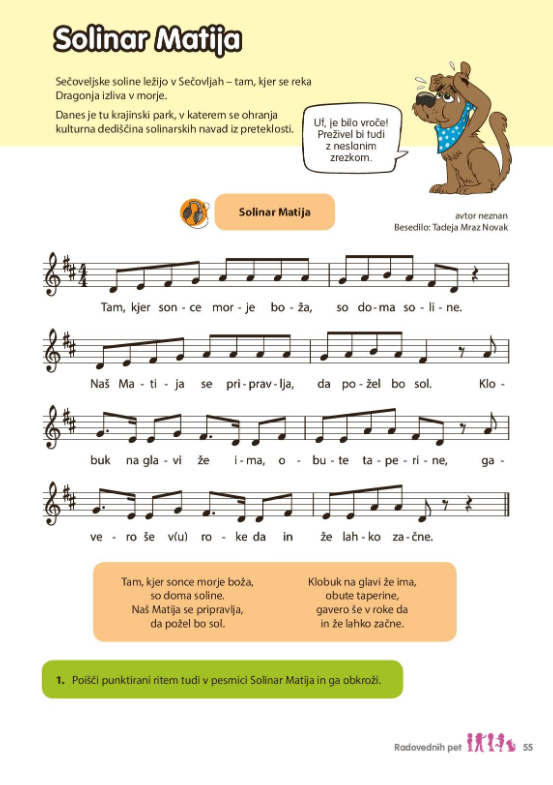 Solinar Matija
Sečoveljske soline ležijo v Sečovljah – tam, kjer se reka
Dragonja izliva v morje.
Danes je tu krajinski park, v katerem se ohranja
kulturna dediščina solinarskih navad iz preteklosti.
Uf, je bilo vroče!
Preživel bi tudi
z neslanim
zrezkom.
Solinar Matija
avtor neznan
Besedilo: Tadeja Mraz Novak
4
4
Tam, kjer son - ce mor - je bo - ža, so do - ma so - li - ne.
Naš Ma - ti - ja se pri - prav - lja, da po - žel bo sol. Klo -
buk na gla - vi že i - ma, o - bu - te ta - pe - ri - ne, ga -
ve - ro še v(u) ro - ke da in že lah - ko za - čne.
Tam, kjer sonce morje boža,
so doma soline.
Naš Matija se pripravlja,
da požel bo sol.
Klobuk na glavi že ima,
obute taperine,
gavero še v roke da
in že lahko začne.
1. Poišči punktirani ritem tudi v pesmici Solinar Matija in ga obkroži.
Radovednih pet 55